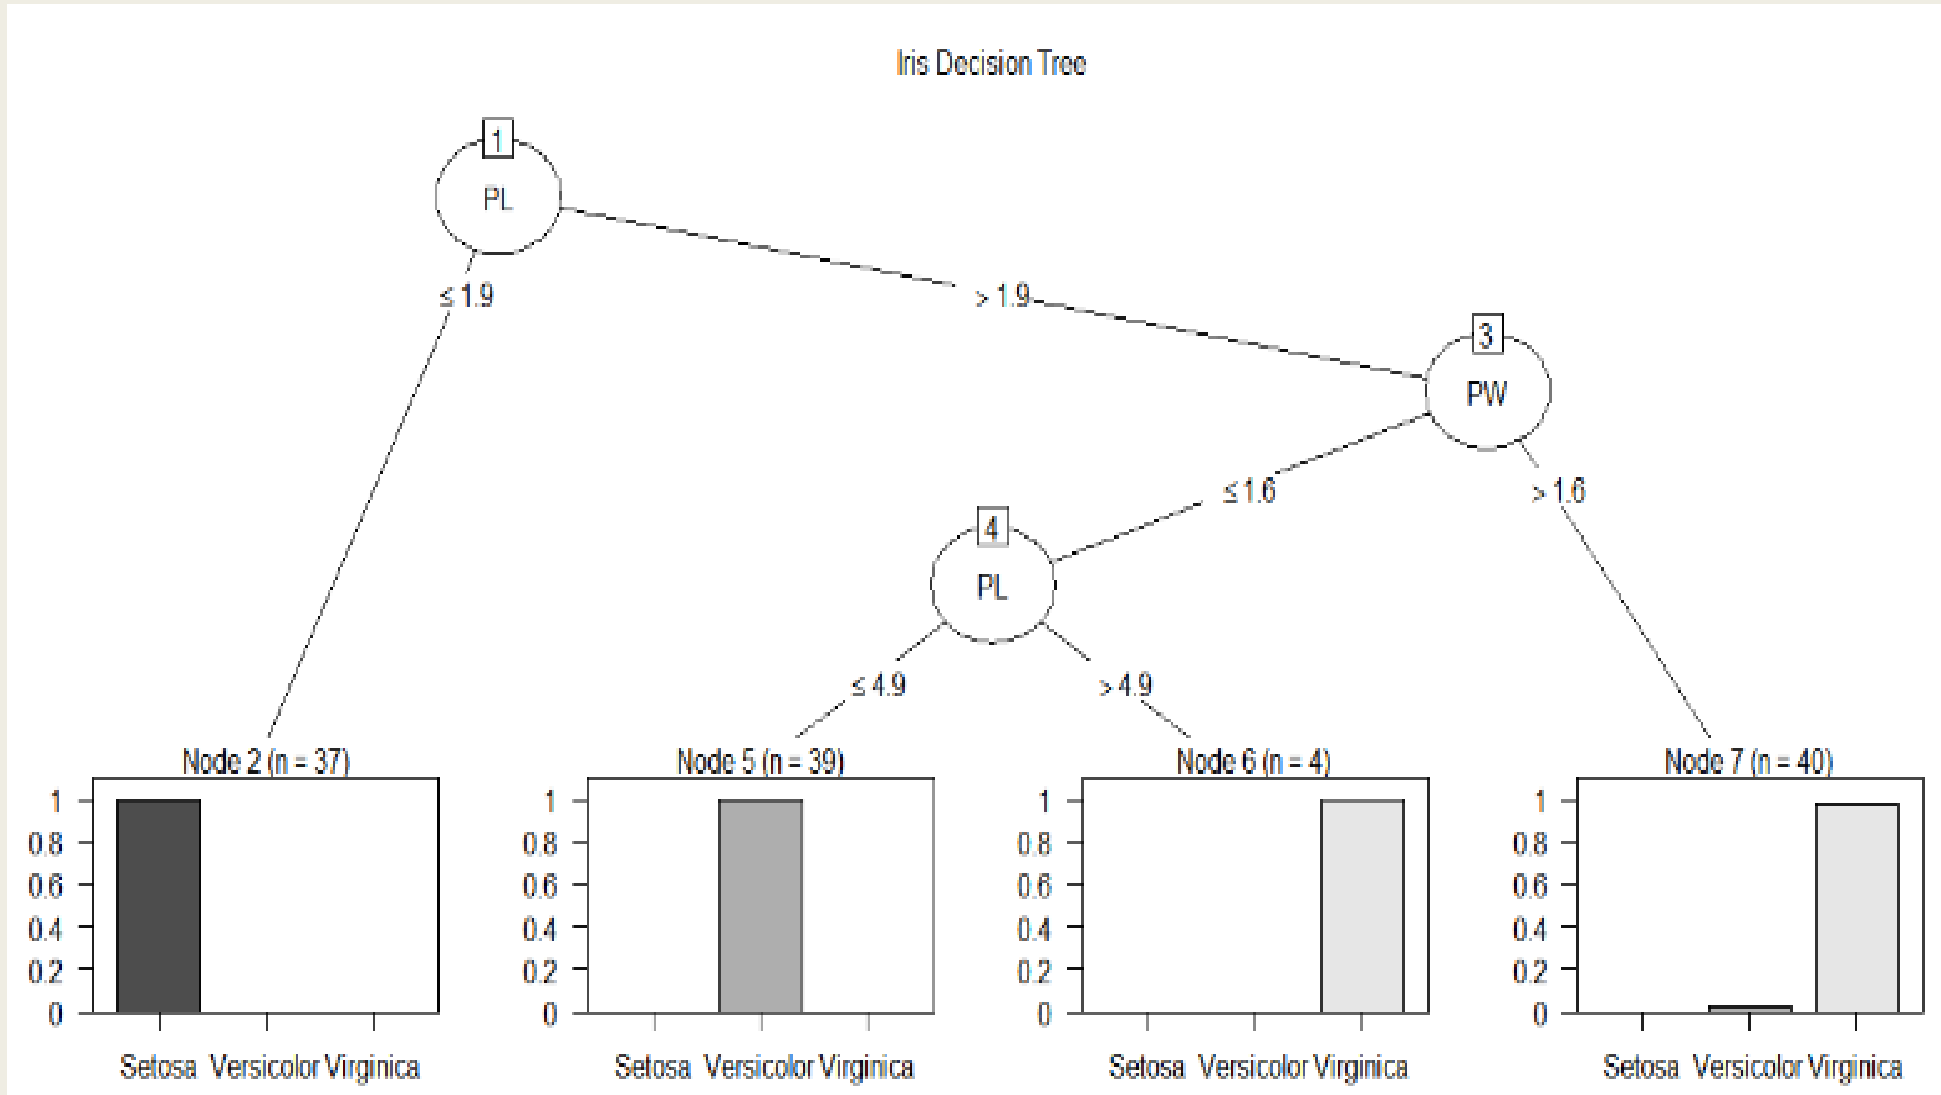 Iris Decision Tree
1
PL
≤ 1.9
> 1.9
3
PW
≤ 1.6
> 1.6
4
PL
≤ 4.9
> 4.9
Node 2 (n = 37)
1
0.8
0.6
0.4
0.2
0
Setosa Versicolor Virginica
Node 5 (n = 39)
1
0.8
0.6
0.4
0.2
0
Setosa Versicolor Virginica
Node 6 (n = 4)
1
0.8
0.6
0.4
0.2
0
Setosa Versicolor Virginica
Node 7 (n = 40)
1
0.8
0.6
0.4
0.2
0
Setosa Versicolor Virginica